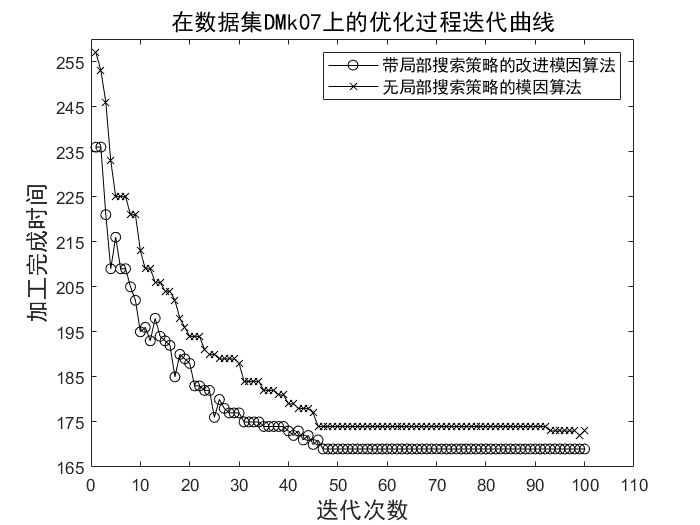 在数据集DMk07上的优化过程迭代曲线
带局部搜索策略的改进模因算法
无局部搜索策略的模因算法
加工完成时间
255
245
235
225
215
205
195
185
175
165
0 10 20 30 40 50 60 70 80 90 100 110
迭代次数